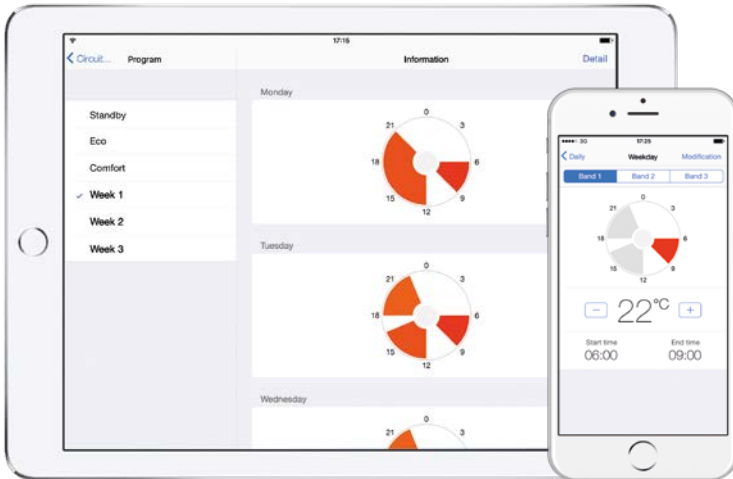 17:15
Circuit... Program Information Detail
Standby
Eco
Comfort
Week 1
Week 2
Week 3
Monday
0
3
6
9
12
15
18
21
Tuesday
0
3
6
9
12
15
18
21
Wednesday
0
3
21
3G 17:25
Daily Weekday Modification
Band 1 Band 2 Band 3
0
3
6
9
12
15
18
21
− 22°C +
Start time End time
06:00 09:00